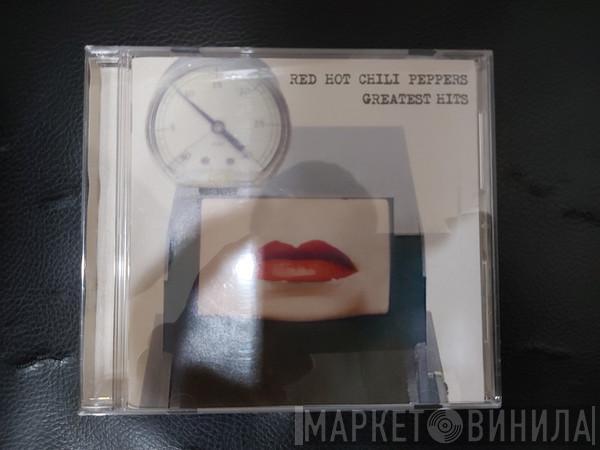 RED HOT CHILI PEPPERS
GREATEST HITS
МАРКЕТ ВИНИЛА